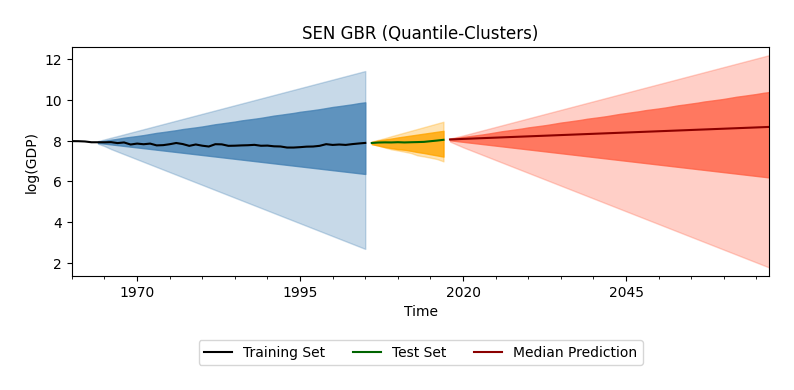 SEN GBR (Quantile-Clusters)
12
10
8
6
4
2
log(GDP)
1970 1995 2020 2045
Time
Training Set Test Set Median Prediction